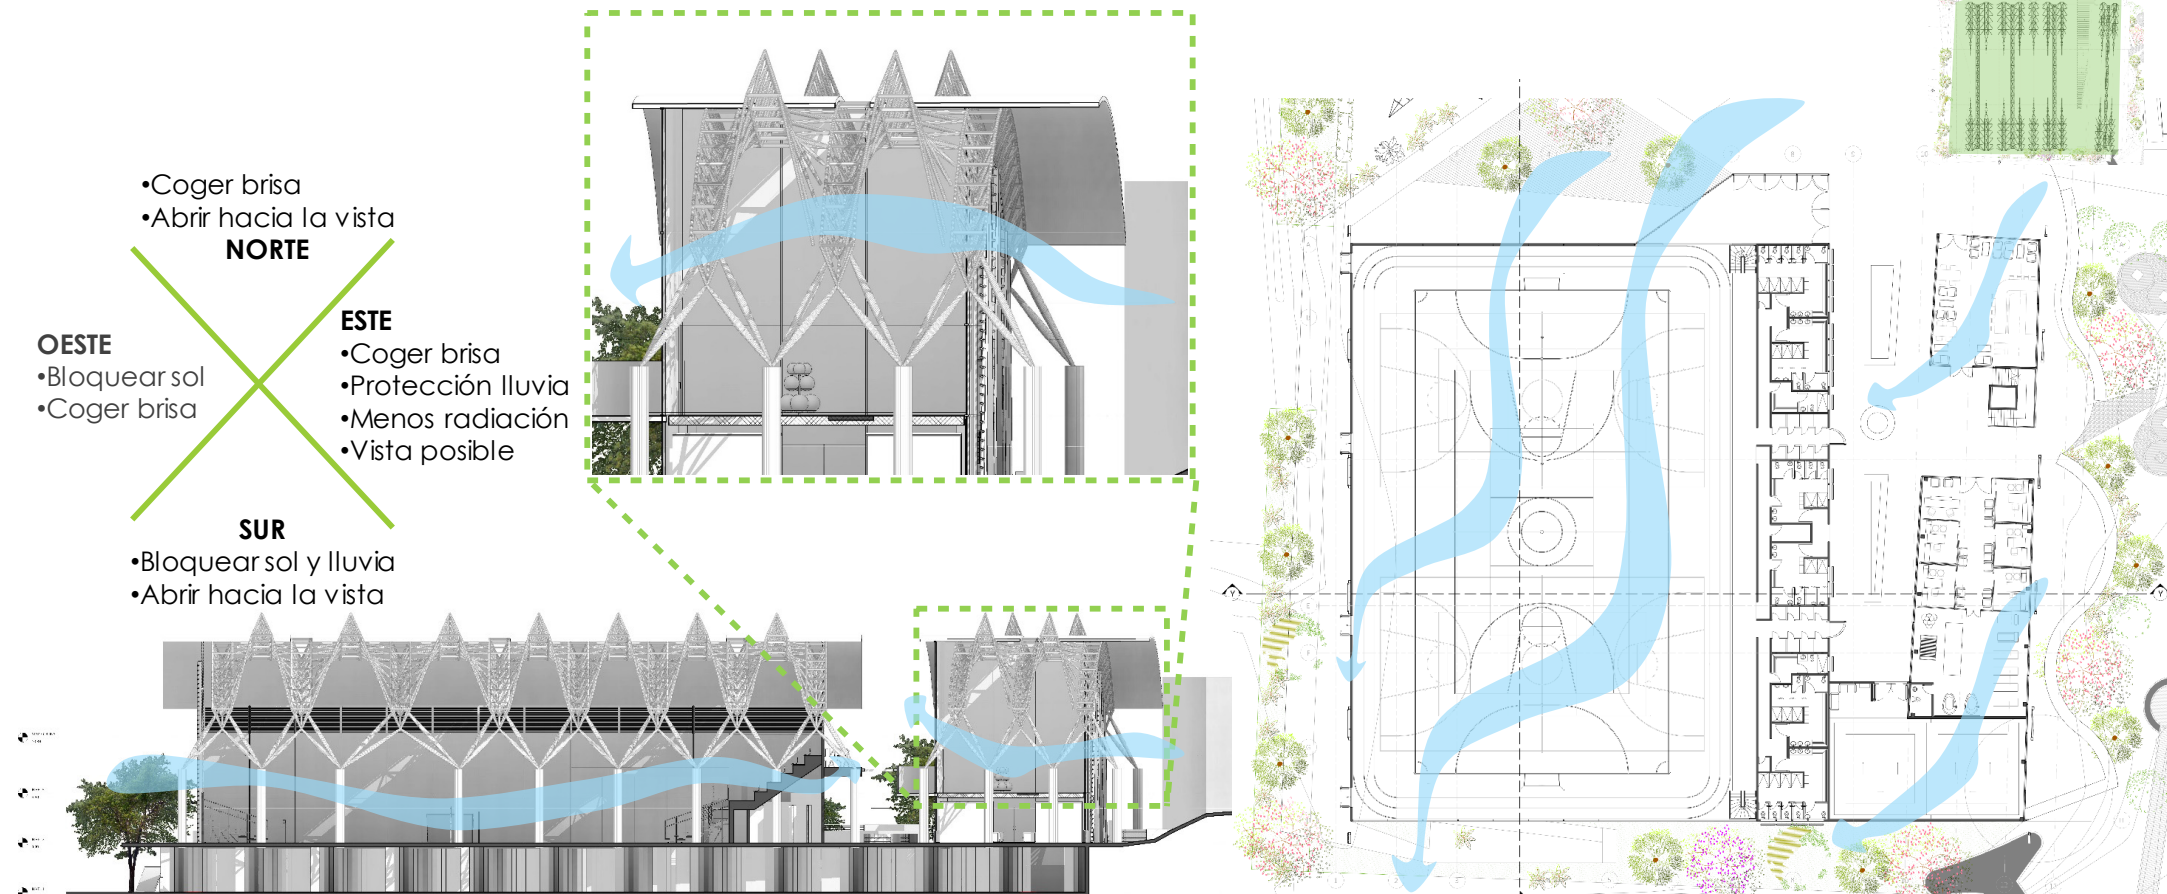 •Coger brisa
•Abrir hacia la vista
NORTE
OESTE
•Bloquear sol
•Coger brisa
ESTE
•Coger brisa
•Protección lluvia
•Menos radiación
•Vista posible
SUR
•Bloquear sol y lluvia
•Abrir hacia la vista